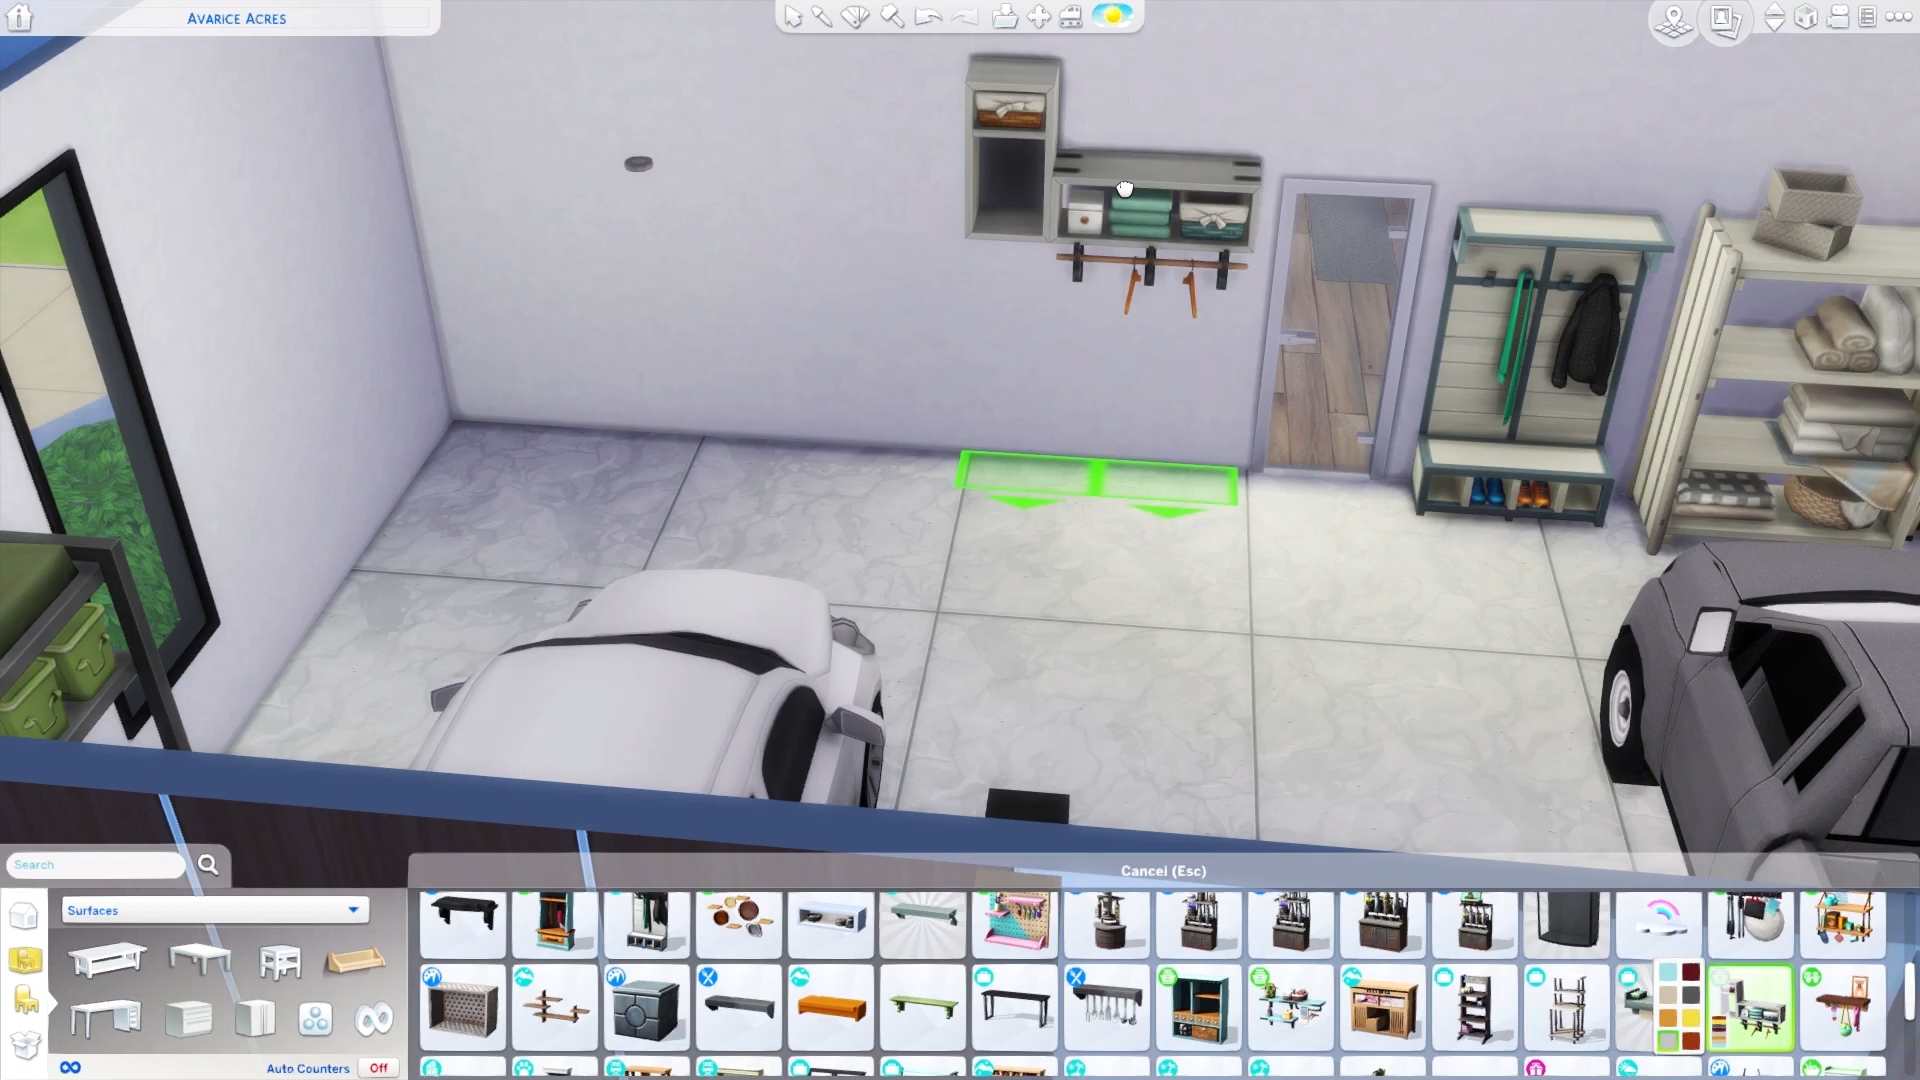 AVARICE ACRES
Cancel (Esc)
Search
Surfaces
Auto Counters Off